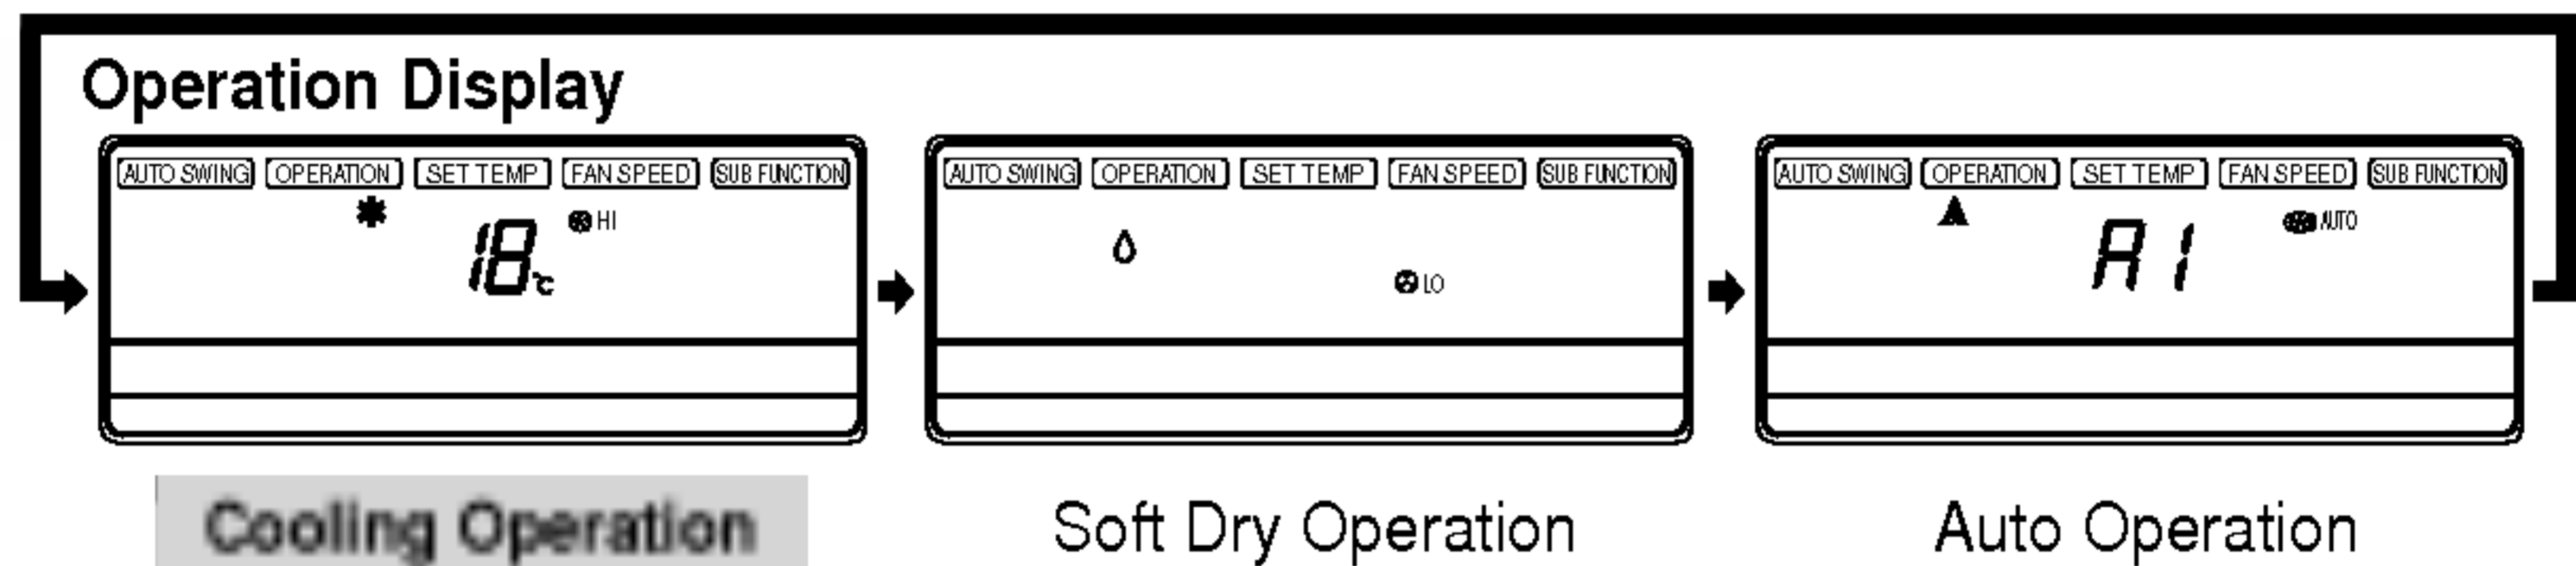 Operation Display
AUTO SWING OPERATION SET TEMP FAN SPEED SUB FUNCTION
18°C HI
AUTO SWING OPERATION SET TEMP FAN SPEED SUB FUNCTION
LO
AUTO SWING OPERATION SET TEMP FAN SPEED SUB FUNCTION
A1 AUTO
Cooling Operation
Soft Dry Operation
Auto Operation